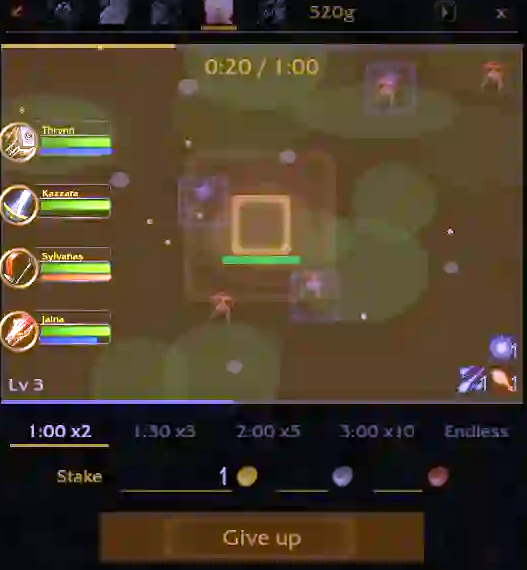 520g
0:20 / 1:00
Thrynn
Kazzara
Sylvanas
Jaina
1
1
1
Lv 3
1:00 x2
1:30 x3
2:00 x5
3:00 x10
Endless
Stake
1
Give up